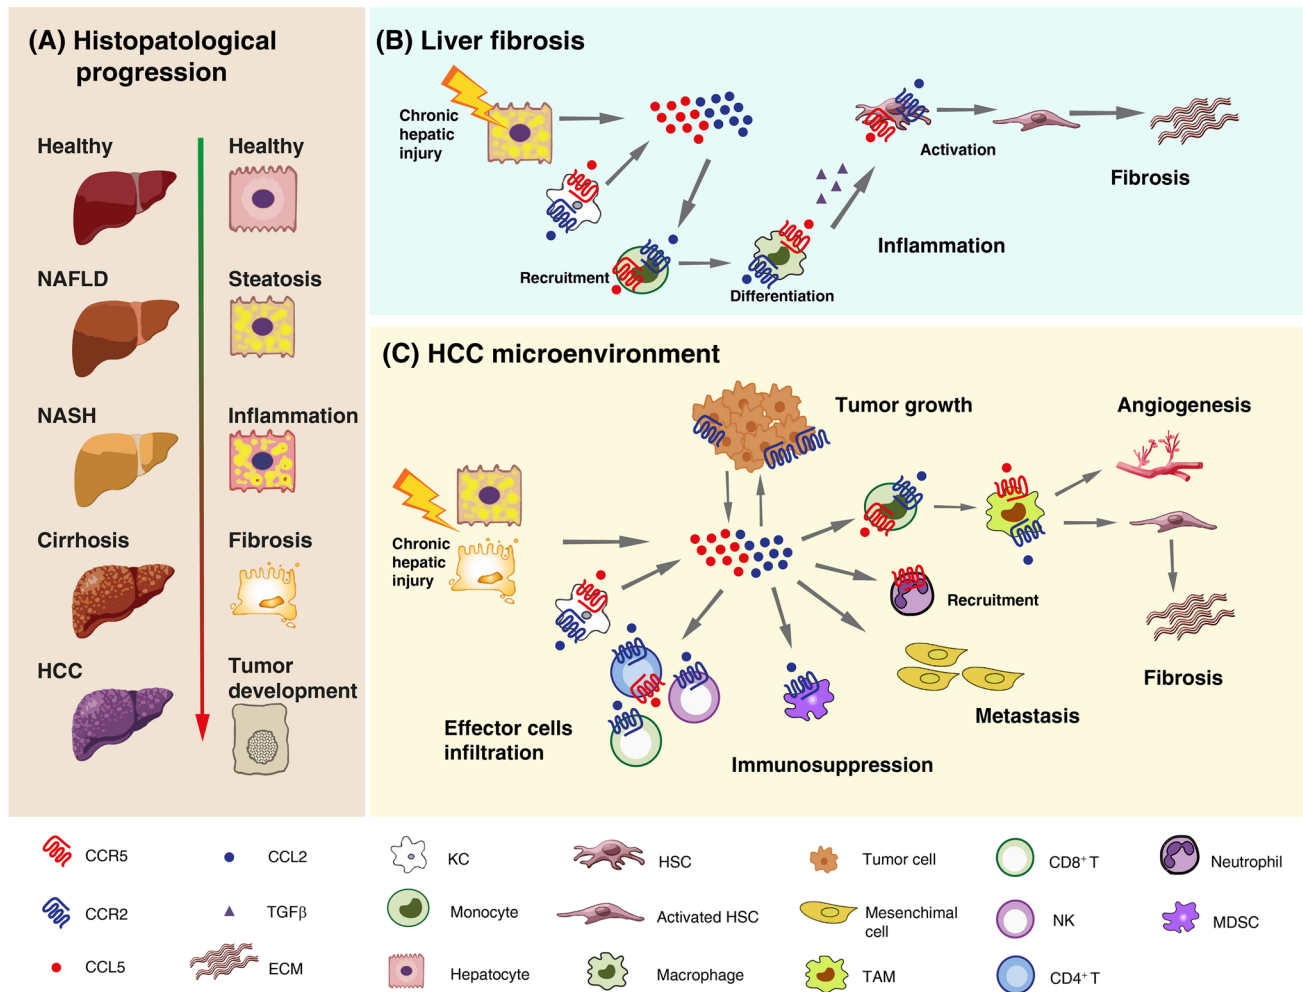 (A) Histopatological
progression
Healthy
Healthy
NAFLD
Steatosis
NASH
Inflammation
Cirrhosis
Fibrosis
HCC
Tumor
development
(B) Liver fibrosis
Chronic
hepatic
injury
Recruitment
Differentiation
Activation
Inflammation
Fibrosis
(C) HCC microenvironment
Tumor growth
Angiogenesis
Chronic
hepatic
injury
Recruitment
Fibrosis
Metastasis
Effector cells
infiltration
Immunosuppression
CCR5
CCL2
KC
HSC
Tumor cell
CD8⁺ T
Neutrophil
CCR2
TGFβ
Monocyte
Activated HSC
Mesenchimal
cell
NK
MDSC
CCL5
ECM
Hepatocyte
Macrophage
TAM
CD4⁺ T